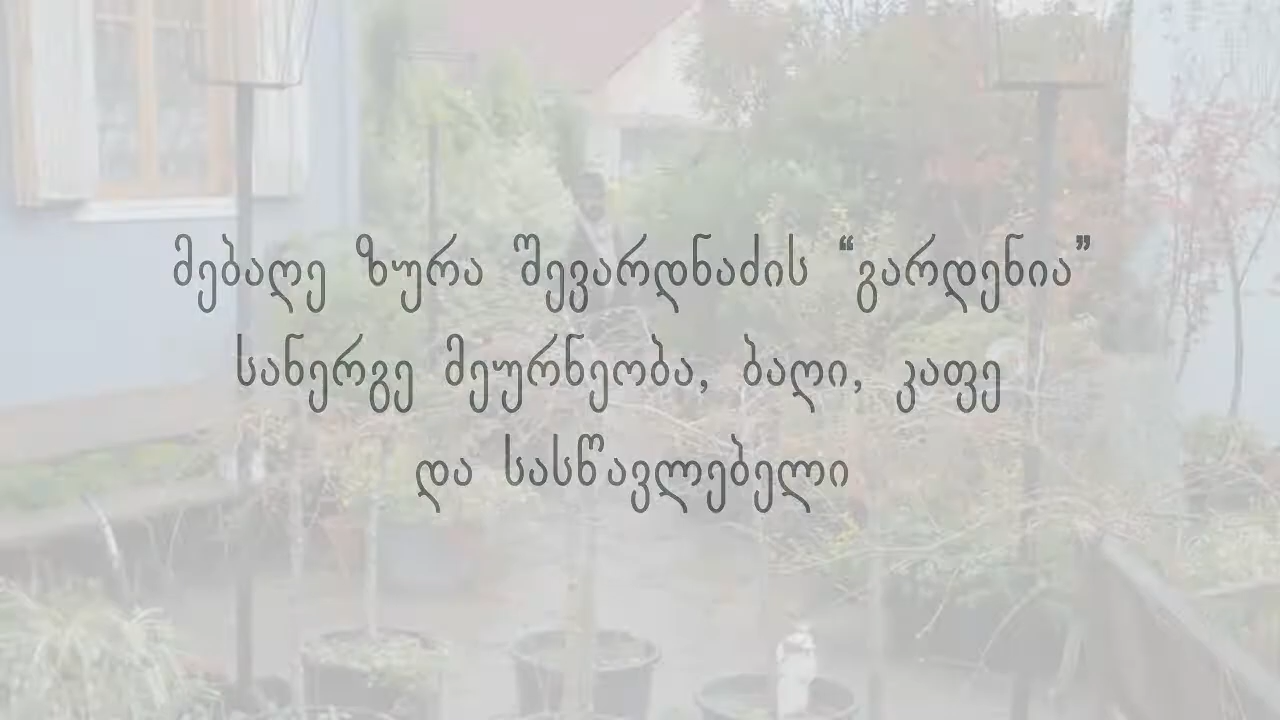 მებაღე ზურა შევარდნაძის “გარდენია”
სანერგე მეურნეობა, ბაღი, კაფე
და სასწავლებელი